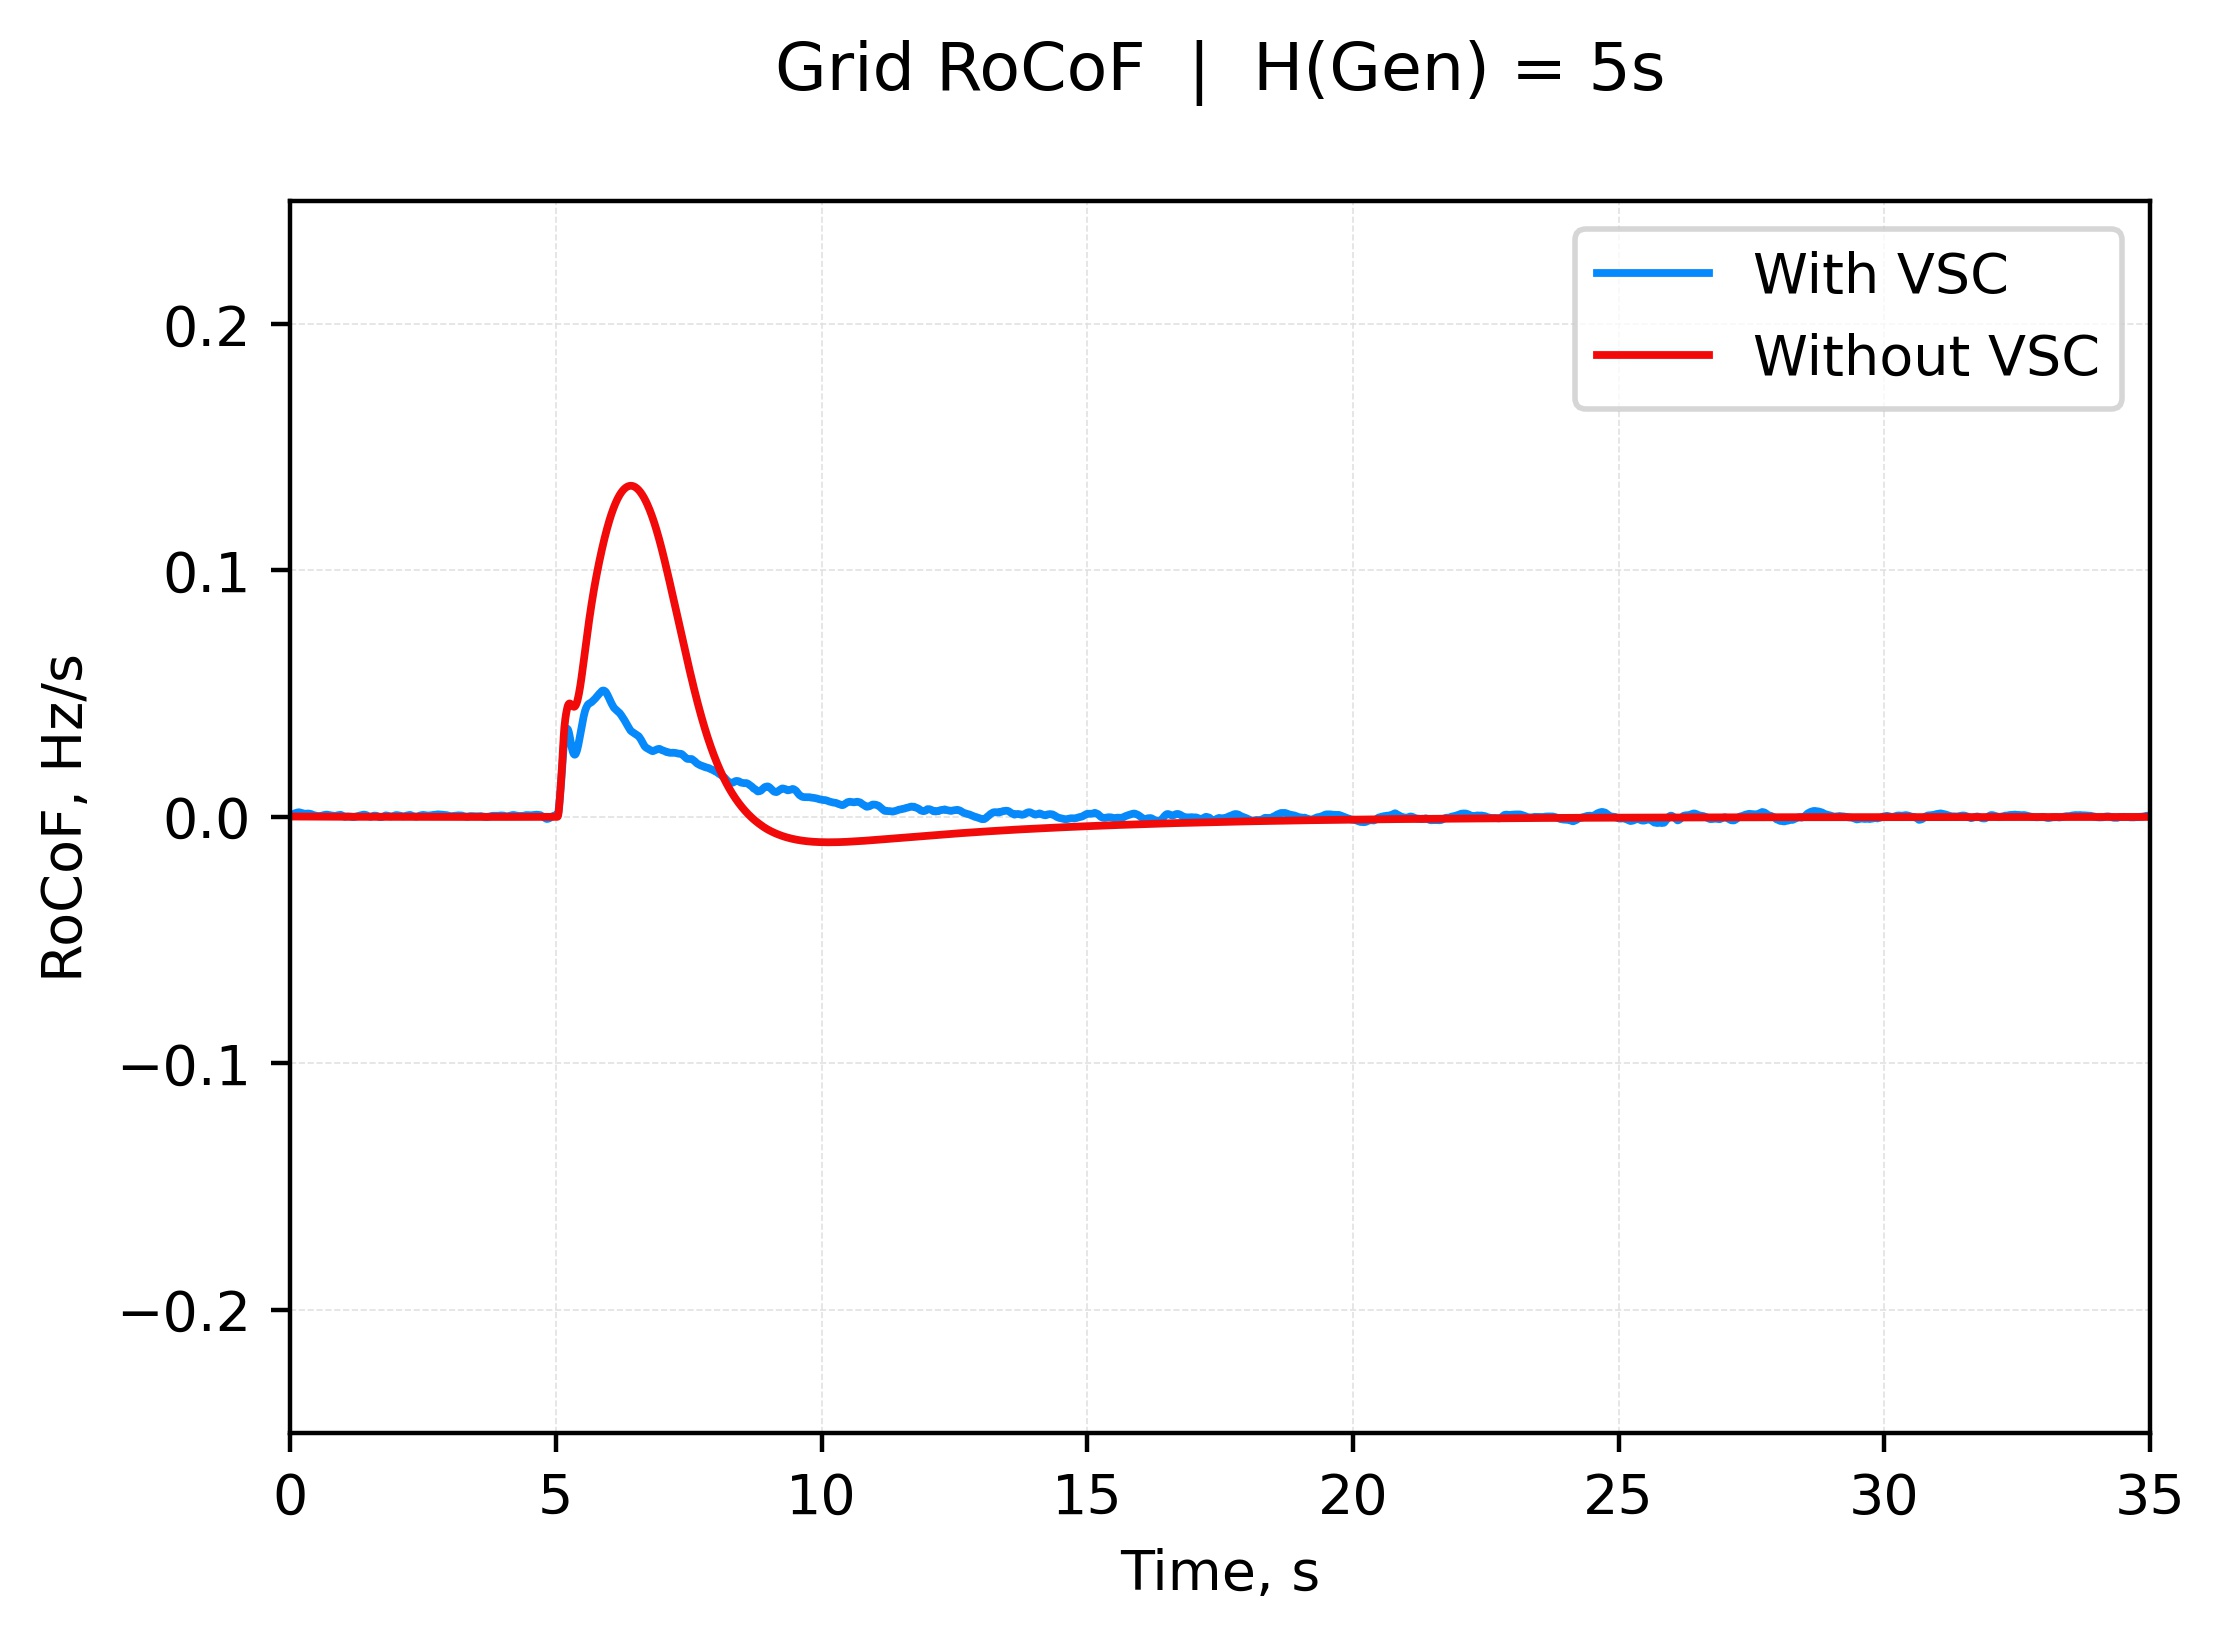 Grid RoCoF | H(Gen) = 5s
With VSC
Without VSC
0.2
0.1
0.0
−0.1
−0.2
RoCoF, Hz/s
0 5 10 15 20 25 30 35
Time, s